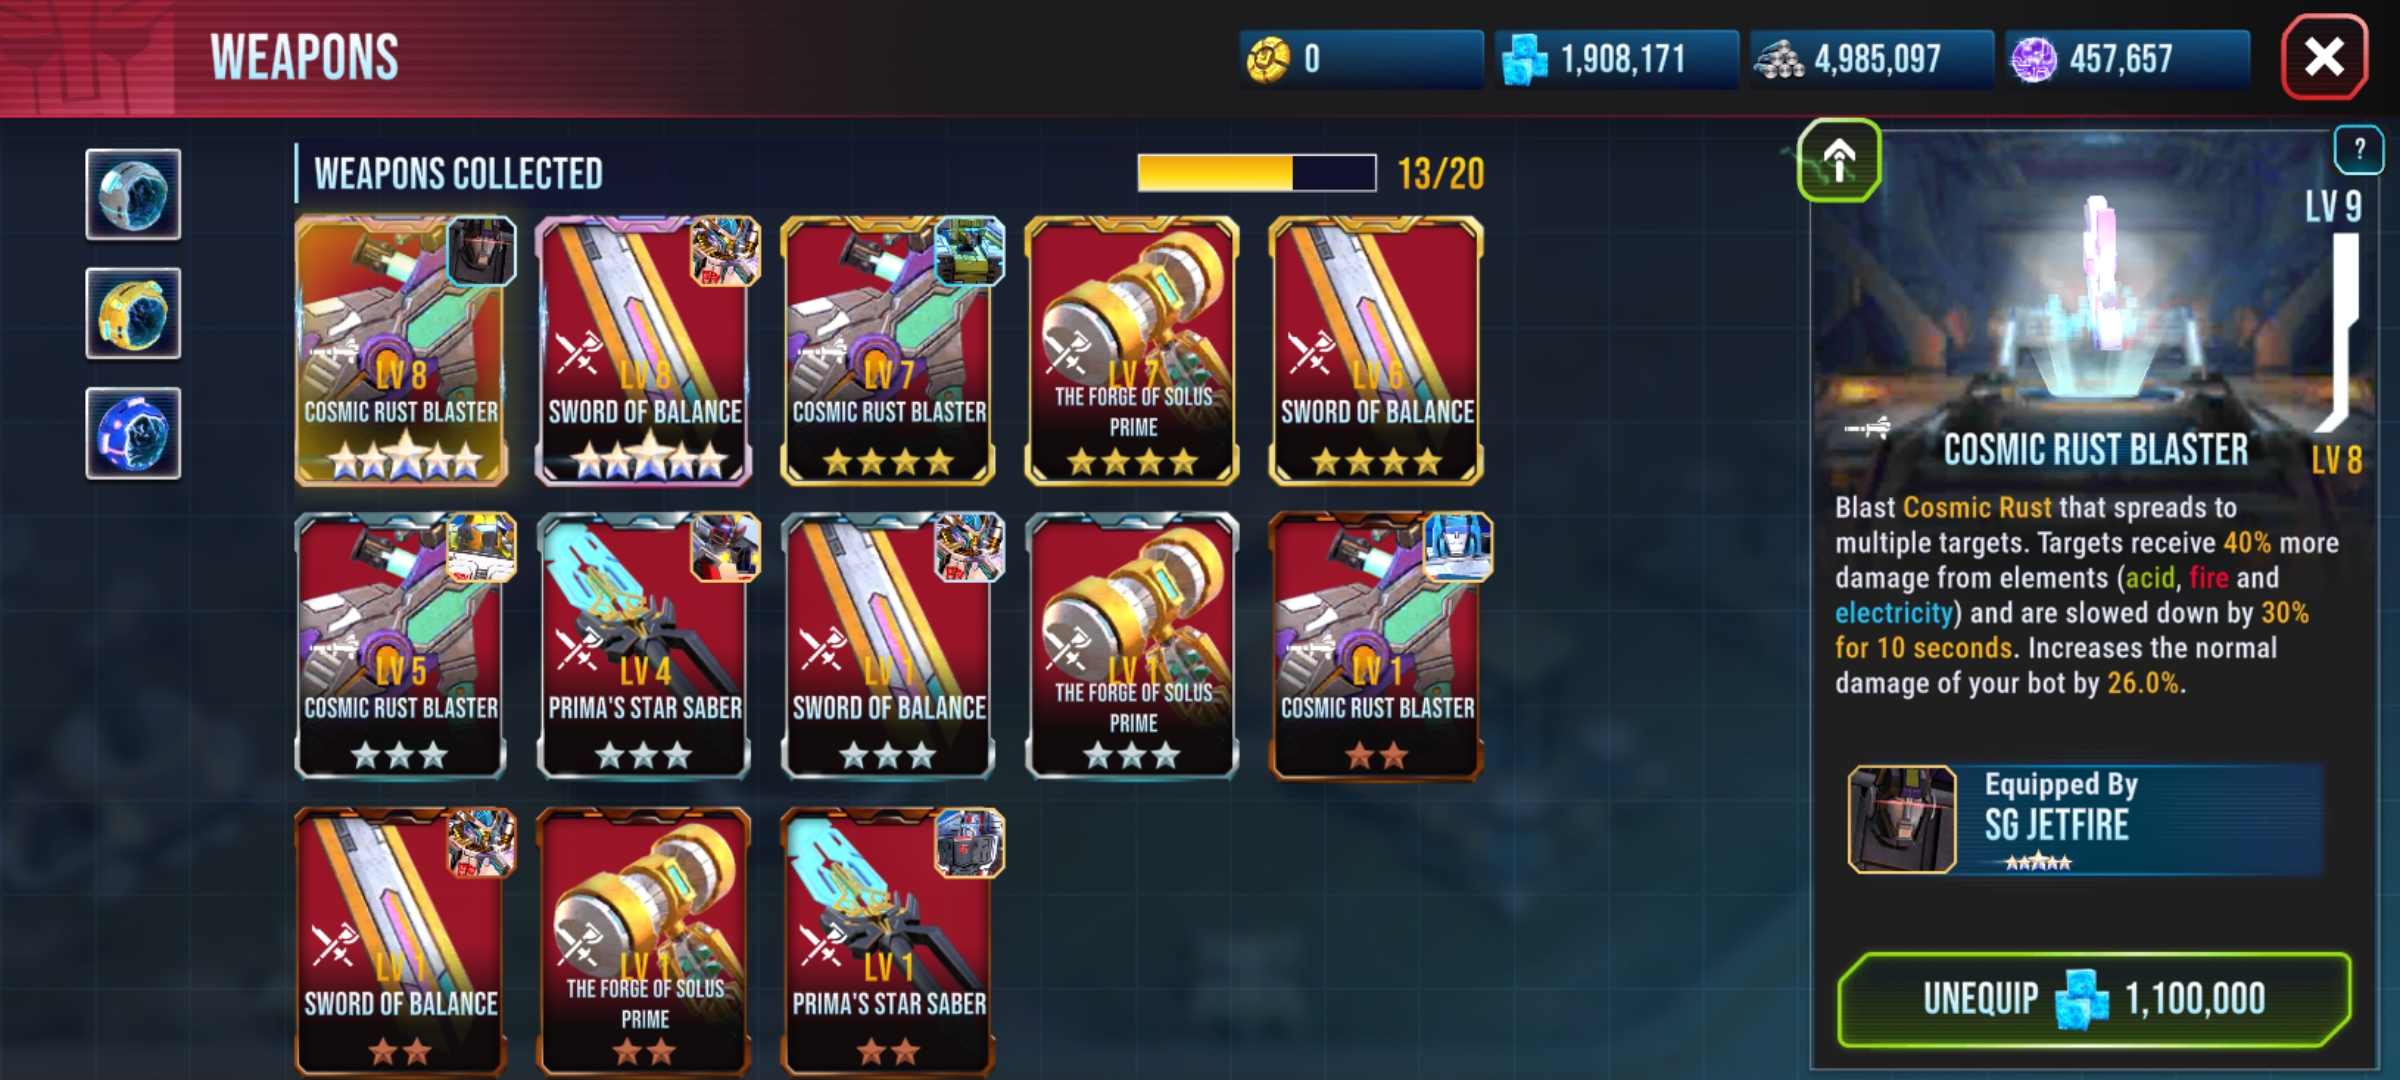 WEAPONS
0
1,908,171
4,985,097
457,657
WEAPONS COLLECTED
13/20
LV 8
COSMIC RUST BLASTER
LV 8
SWORD OF BALANCE
LV 7
COSMIC RUST BLASTER
LV 7
THE FORGE OF SOLUS
PRIME
LV 6
SWORD OF BALANCE
LV 5
COSMIC RUST BLASTER
LV 4
PRIMA'S STAR SABER
LV 1
SWORD OF BALANCE
LV 1
THE FORGE OF SOLUS
PRIME
LV 1
COSMIC RUST BLASTER
LV 1
SWORD OF BALANCE
LV 1
THE FORGE OF SOLUS
PRIME
LV 1
PRIMA'S STAR SABER
?
LV 9
COSMIC RUST BLASTER
LV 8
Blast Cosmic Rust that spreads to
multiple targets. Targets receive 40% more
damage from elements (acid, fire and
electricity) and are slowed down by 30%
for 10 seconds. Increases the normal
damage of your bot by 26.0%.
Equipped By
SG JETFIRE
UNEQUIP 1,100,000